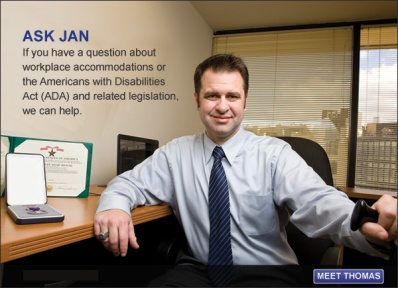 ASK JAN
If you have a question about
workplace accommodations or
the Americans with Disabilities
Act (ADA) and related legislation,
we can help.
MEET THOMAS